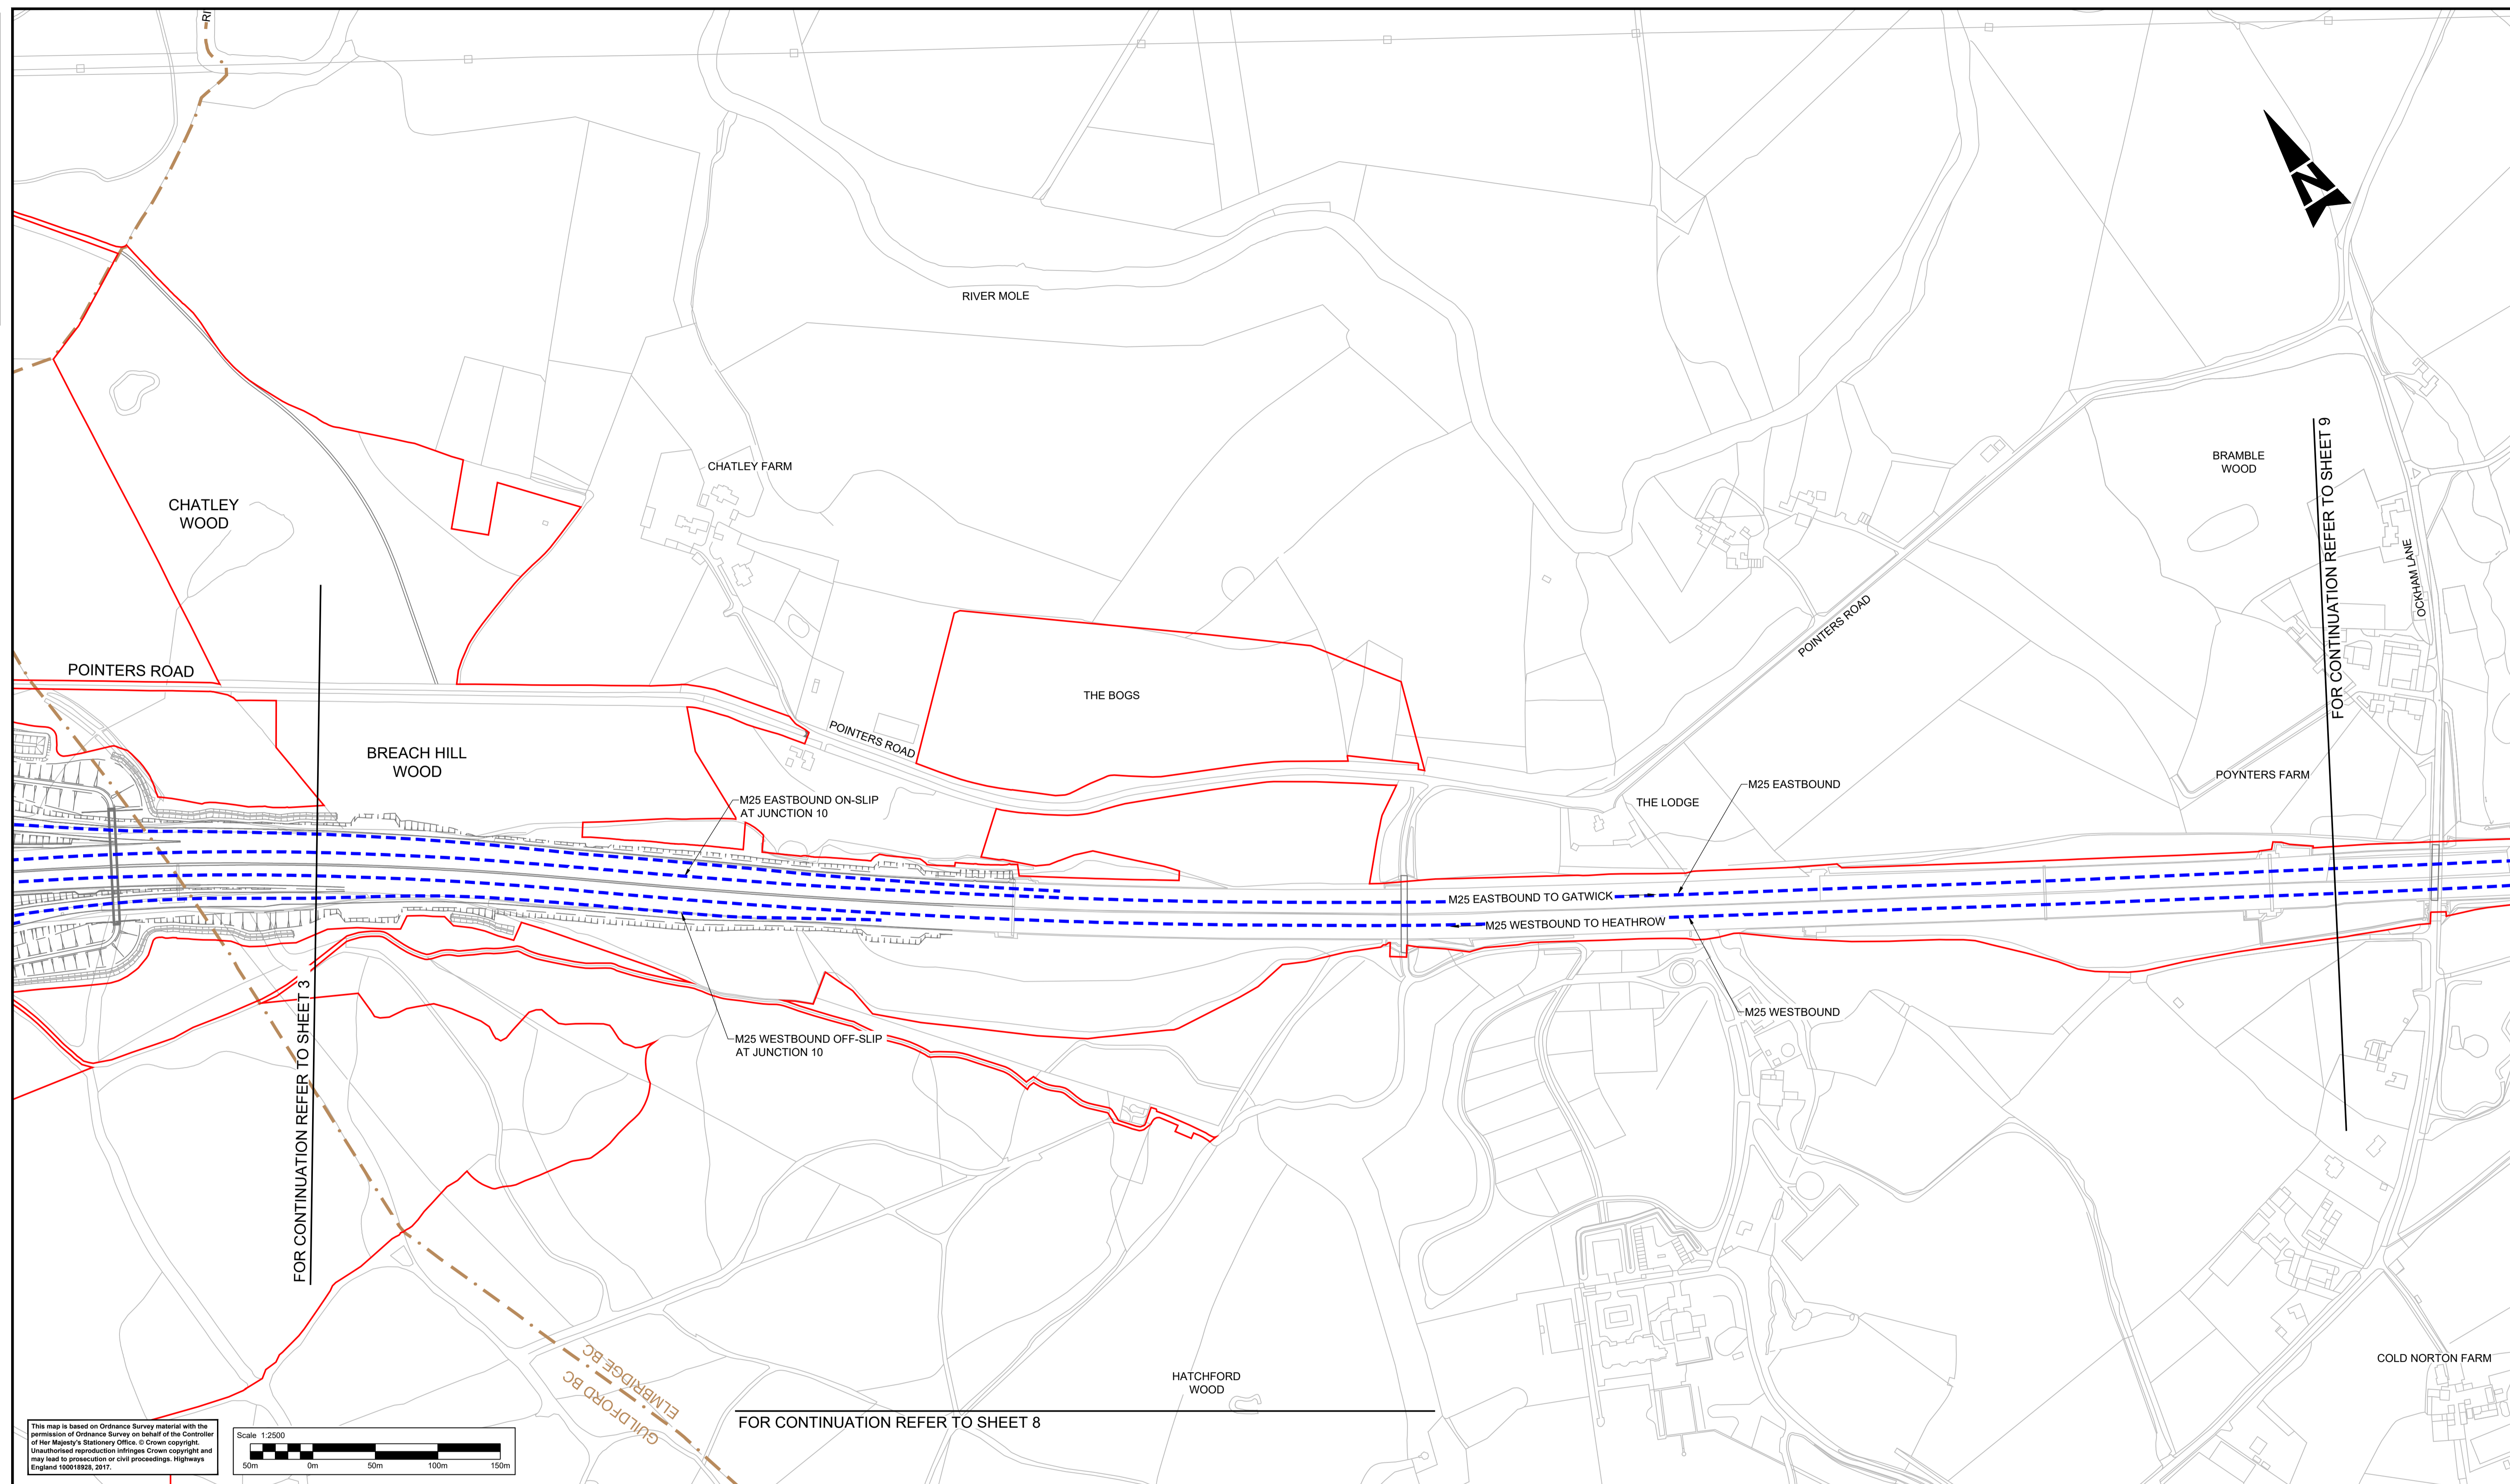 RI
N
RIVER MOLE
CHATLEY FARM
BRAMBLE
WOOD
FOR CONTINUATION REFER TO SHEET 9
CHATLEY
WOOD
OCKHAM LANE
POINTERS ROAD
POINTERS ROAD
THE BOGS
POINTERS ROAD
BREACH HILL
WOOD
POYNTERS FARM
M25 EASTBOUND
M25 EASTBOUND ON-SLIP
AT JUNCTION 10
THE LODGE
M25 EASTBOUND TO GATWICK
M25 WESTBOUND TO HEATHROW
M25 WESTBOUND
M25 WESTBOUND OFF-SLIP
AT JUNCTION 10
FOR CONTINUATION REFER TO SHEET 3
ELMBRIDGE BC
GUILDFORD BC
HATCHFORD
WOOD
COLD NORTON FARM
FOR CONTINUATION REFER TO SHEET 8
This map is based on Ordnance Survey material with the
permission of Ordnance Survey on behalf of the Controller
of Her Majesty's Stationery Office. © Crown copyright.
Unauthorised reproduction infringes Crown copyright and
may lead to prosecution or civil proceedings. Highways
England 100018928, 2017.
Scale 1:2500
50m 0m 50m 100m 150m